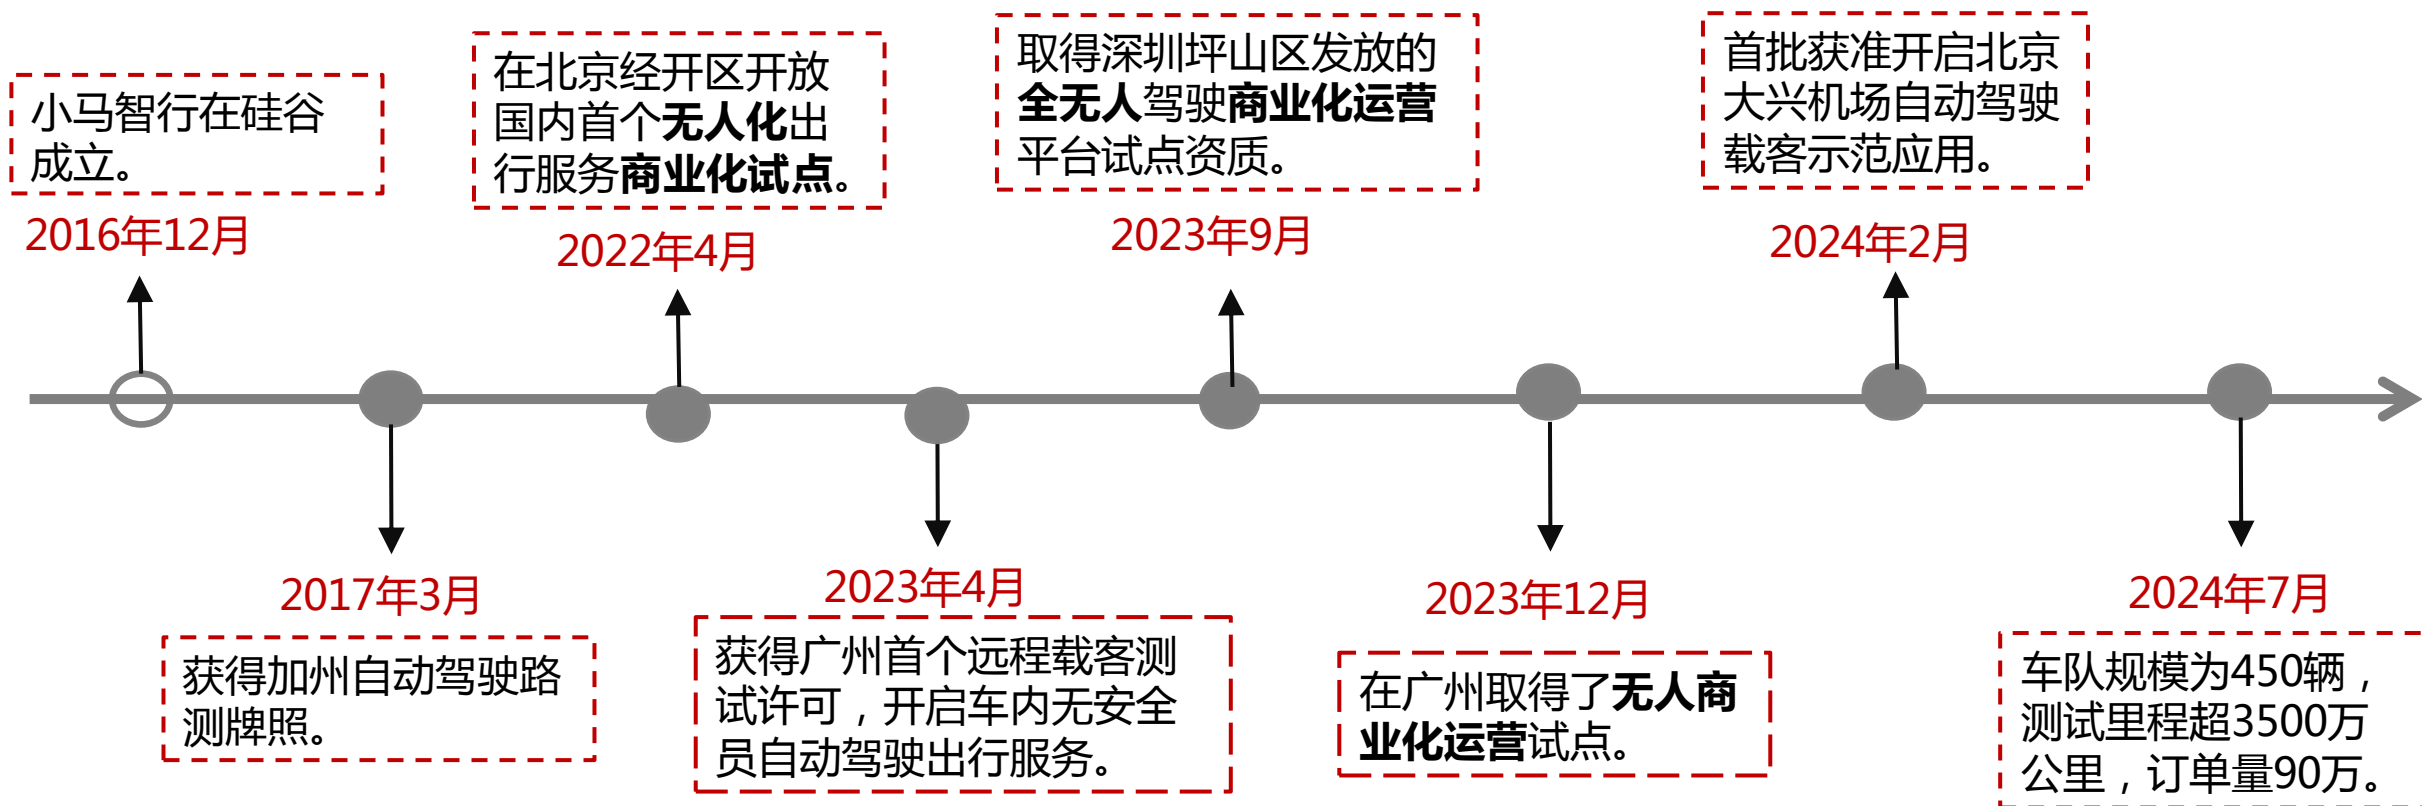 小马智行在硅谷
成立。
2016年12月
2017年3月
获得加州自动驾驶路
测牌照。
在北京经开区开放
国内首个无人化出
行服务商业化试点。
2022年4月
2023年4月
获得广州首个远程载客测
试许可，开启车内无安全
员自动驾驶出行服务。
取得深圳坪山区发放的
全无人驾驶商业化运营
平台试点资质。
2023年9月
2023年12月
在广州取得了无人商
业化运营试点。
首批获准开启北京
大兴机场自动驾驶
载客示范应用。
2024年2月
2024年7月
车队规模为450辆，
测试里程超3500万
公里，订单量90万。